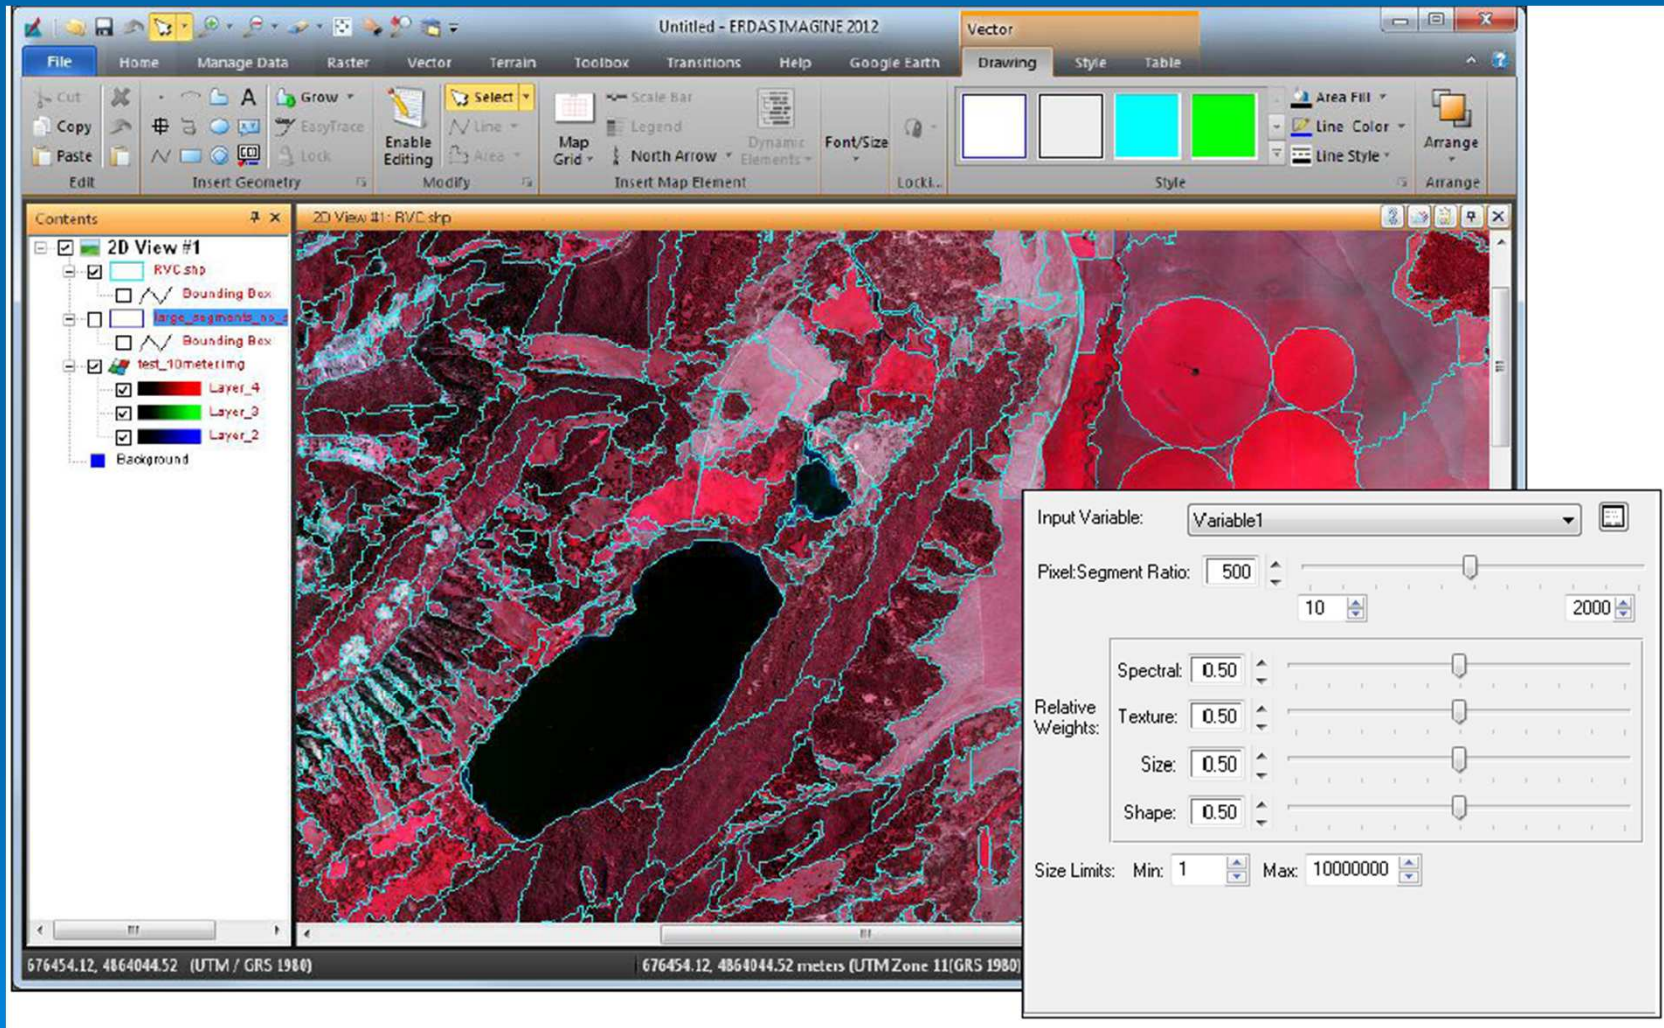 Untitled - ERDAS IMAGINE 2012
Vector
File Home Manage Data Raster Vector Terrain Toolbox Transitions Help Google Earth Drawing Style Table
Cut
Copy
Paste
Edit
A
Grow
EasyTrace
Lock
Insert Geometry
Enable
Editing
Select
Line
Area
Modify
Map
Grid
Scale Bar
Legend
North Arrow
Dynamic
Elements
Insert Map Element
Font/Size
Locki...
Area Fill
Line Color
Line Style
Style
Arrange
Arrange
Contents
2D View #1: RVC.shp
2D View #1
RVC.shp
Bounding Box
large_segments_no_s
Bounding Box
test_10meter.img
Layer_4
Layer_3
Layer_2
Background
676454.12, 4864044.52 (UTM / GRS 1980)
676454.12, 4864044.52 meters (UTM Zone 11(GRS 1980)
Input Variable: Variable1
Pixel:Segment Ratio: 500
10 2000
Relative
Weights:
Spectral: 0.50
Texture: 0.50
Size: 0.50
Shape: 0.50
Size Limits: Min: 1 Max: 10000000